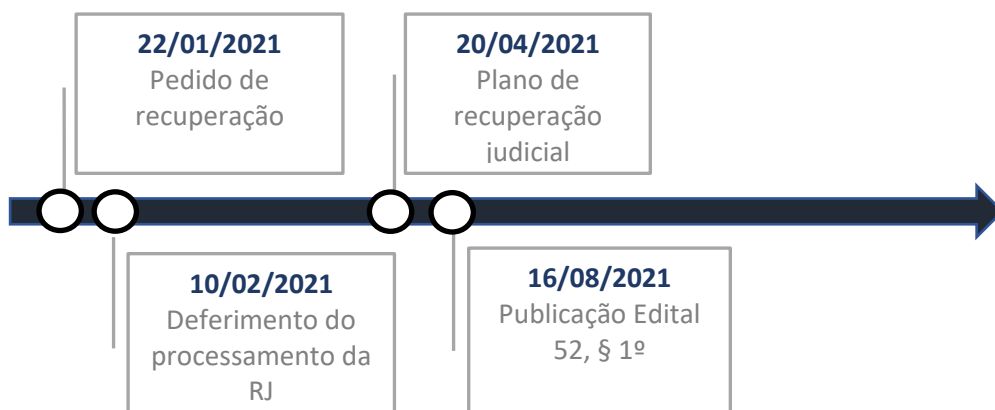 22/01/2021
Pedido de
recuperação
20/04/2021
Plano de
recuperação
judicial
10/02/2021
Deferimento do
processamento da
RJ
16/08/2021
Publicação Edital
52, § 1º